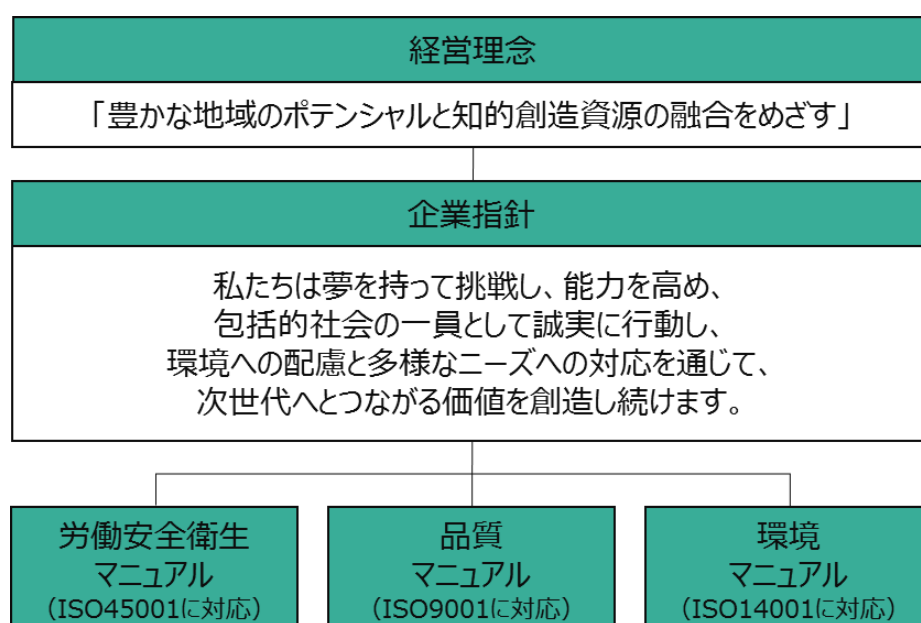 経営理念
「豊かな地域のポテンシャルと知的創造資源の融合をめざす」
企業指針
私たちは夢を持って挑戦し、能力を高め、
包括的社会の一員として誠実に行動し、
環境への配慮と多様なニーズへの対応を通じて、
次世代へとつながる価値を創造し続けます。
労働安全衛生
マニュアル
（ISO45001に対応）
品質
マニュアル
（ISO9001に対応）
環境
マニュアル
（ISO14001に対応）